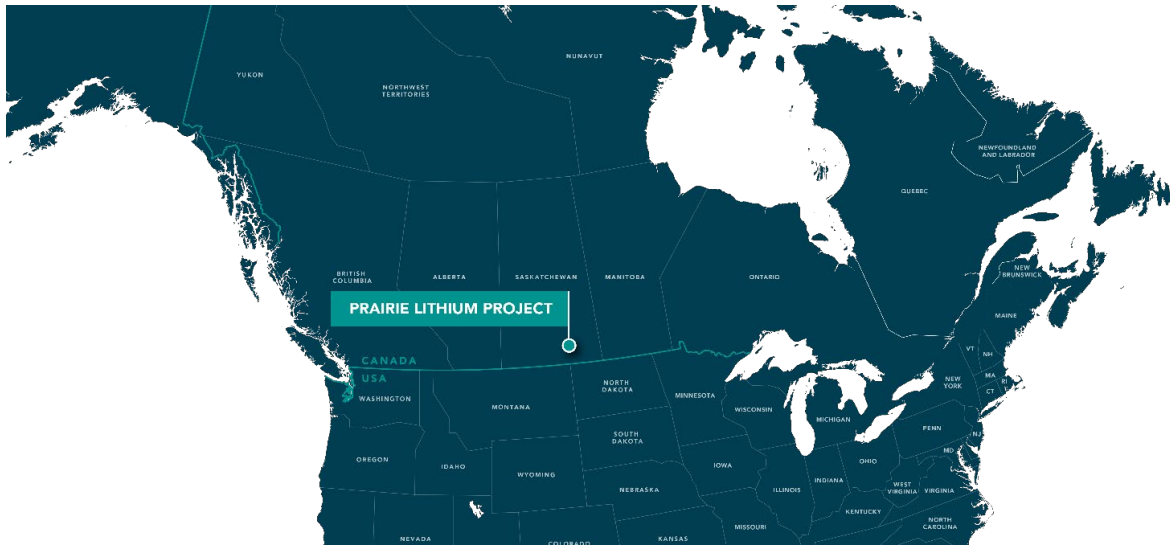 NUNAVUT
YUKON
NORTHWEST
TERRITORIES
NEWFOUNDLAND
AND LABRADOR
QUEBEC
BRITISH
COLUMBIA
ALBERTA
SASKATCHEWAN
MANITOBA
ONTARIO
NEW
BRUNSWICK
PRAIRIE LITHIUM PROJECT
MAINE
CANADA
USA
VT
NH
WASHINGTON
MONTANA
NORTH
DAKOTA
MINNESOTA
WISCONSIN
MICHIGAN
NEW
YORK
MA
RI
CT
SOUTH
DAKOTA
PENN
NJ
OREGON
IDAHO
WYOMING
IOWA
OHIO
MD
NEBRASKA
ILLINOIS
INDIANA
WEST
VIRGINIA
VIRGINIA
KENTUCKY
NEVADA
COLORADO
KANSAS
MISSOURI
NORTH
CAROLINA